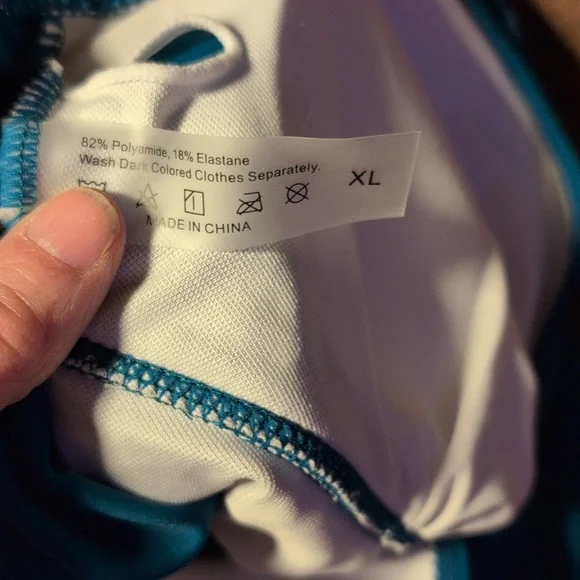 82% Polyamide, 18% Elastane
Wash Dark Colored Clothes Separately.
XL
MADE IN CHINA